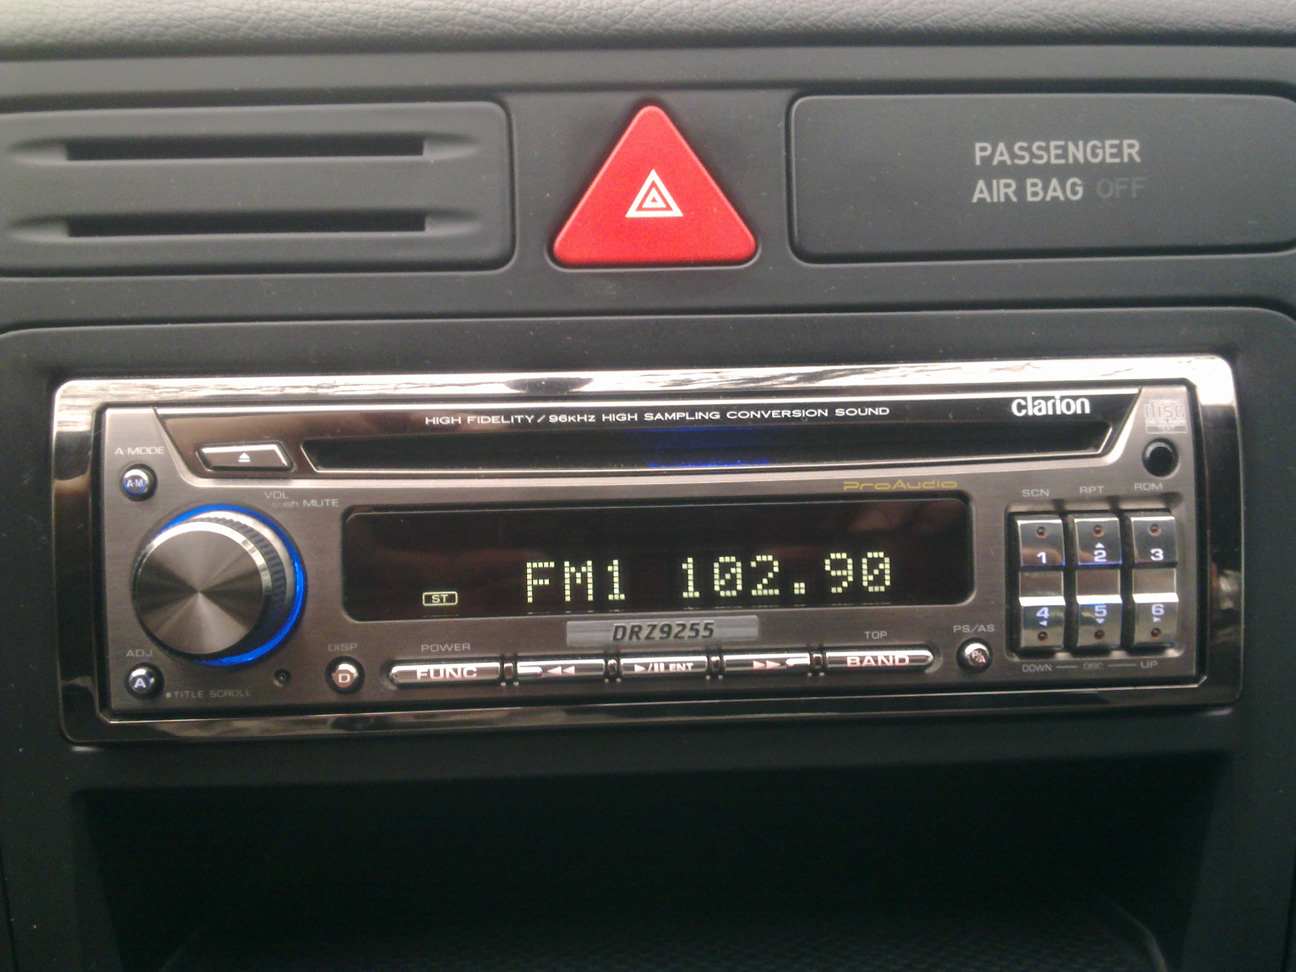 PASSENGER
AIR BAG OFF
HIGH FIDELITY/96kHz HIGH SAMPLING CONVERSION SOUND
clarion
disc
A-MODE
A-M
VOL
MUTE
ProAudio
SCN RPT RDM
1 2 3
4 5 6
DOWN DISC UP
ST
FM1 102.90
DRZ9255
ADJ
A
TITLE SCROLL
DISP
D
POWER
FUNC
ENT
TOP
BAND
PS/AS